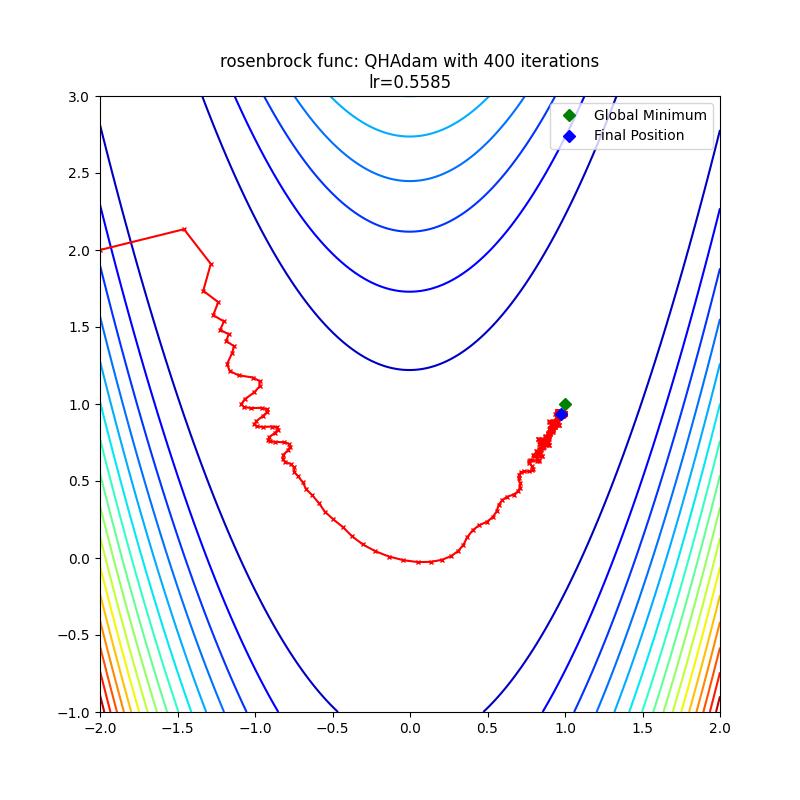 rosenbrock func: QHAdam with 400 iterations
lr=0.5585
Global Minimum
Final Position
3.0
2.5
2.0
1.5
1.0
0.5
0.0
−0.5
−1.0
−2.0 −1.5 −1.0 −0.5 0.0 0.5 1.0 1.5 2.0